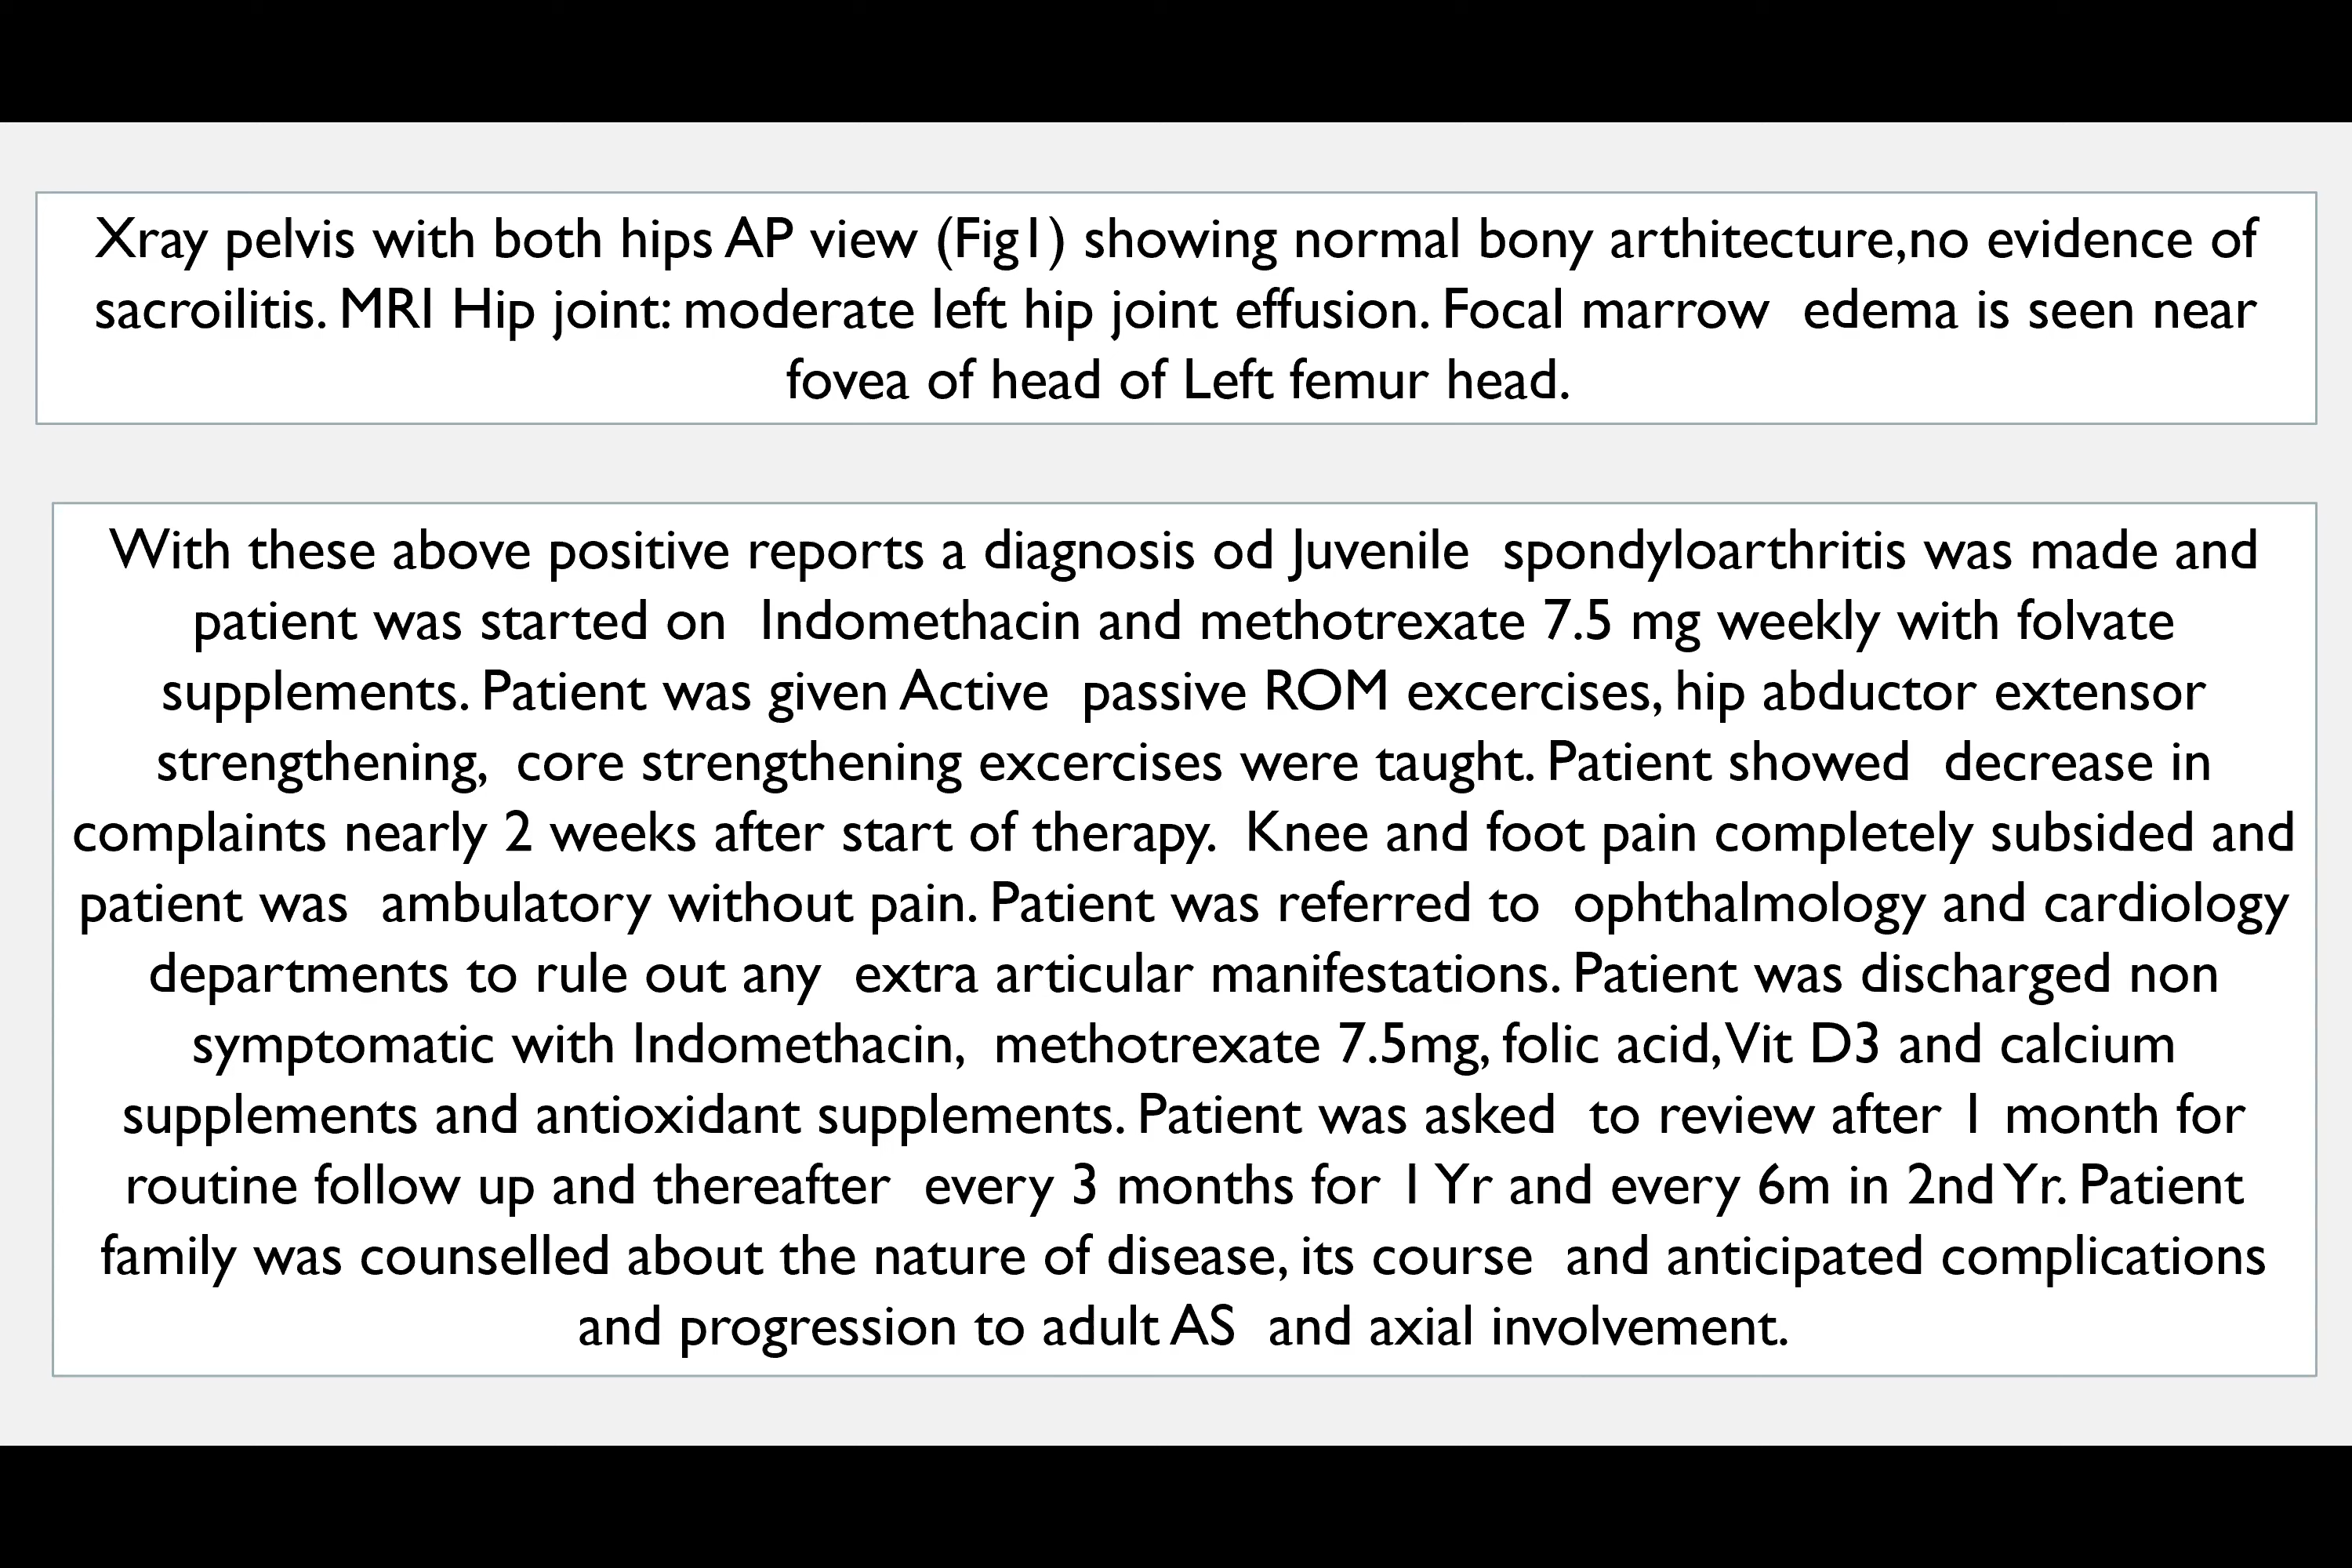 Xray pelvis with both hips AP view (Fig1) showing normal bony arthitecture,no evidence of
sacroilitis. MRI Hip joint: moderate left hip joint effusion. Focal marrow edema is seen near
fovea of head of Left femur head.
With these above positive reports a diagnosis od Juvenile spondyloarthritis was made and
patient was started on Indomethacin and methotrexate 7.5 mg weekly with folvate
supplements. Patient was given Active passive ROM excercises, hip abductor extensor
strengthening, core strengthening excercises were taught. Patient showed decrease in
complaints nearly 2 weeks after start of therapy. Knee and foot pain completely subsided and
patient was ambulatory without pain. Patient was referred to ophthalmology and cardiology
departments to rule out any extra articular manifestations. Patient was discharged non
symptomatic with Indomethacin, methotrexate 7.5mg, folic acid,Vit D3 and calcium
supplements and antioxidant supplements. Patient was asked to review after 1 month for
routine follow up and thereafter every 3 months for 1 Yr and every 6m in 2nd Yr. Patient
family was counselled about the nature of disease, its course and anticipated complications
and progression to adult AS and axial involvement.